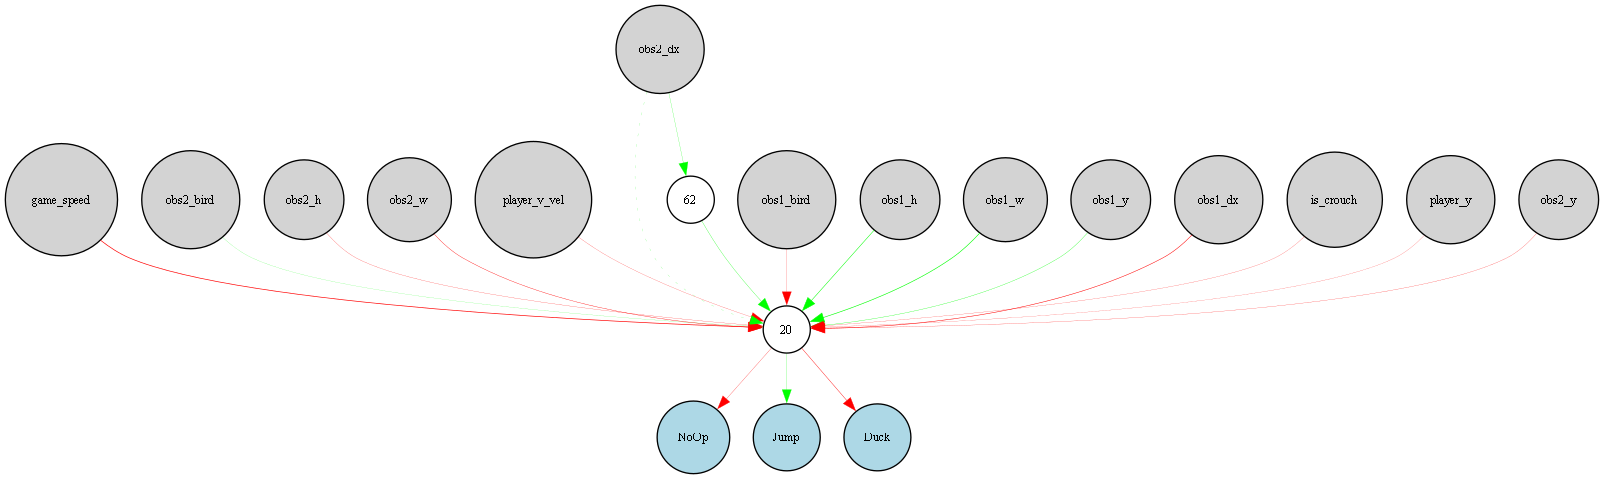 obs2_dx
game_speed
obs2_bird
obs2_h
obs2_w
player_v_vel
62
obs1_bird
obs1_h
obs1_w
obs1_y
obs1_dx
is_crouch
player_y
obs2_y
20
NoOp
Jump
Duck